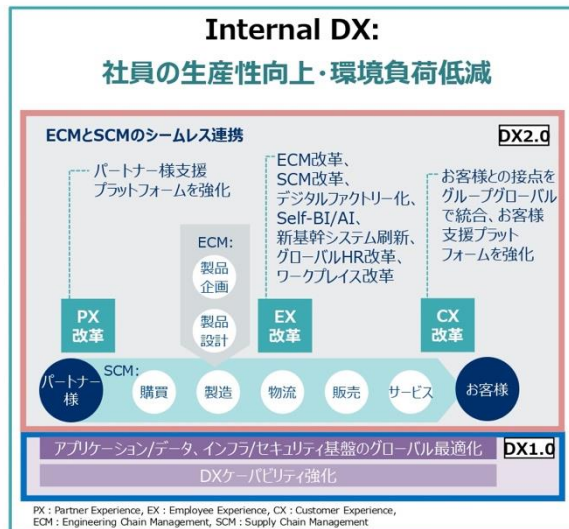 Internal DX:
社員の生産性向上・環境負荷低減
ECMとSCMのシームレス連携
DX2.0
パートナー様支援
プラットフォームを強化
ECM改革、
SCM改革、
デジタルファクトリー化、
Self-BI/AI、
新基幹システム刷新、
グローバルHR改革、
ワークプレイス改革
お客様との接点を
グループグローバル
で統合、お客様
支援プラット
フォームを強化
ECM:
製品
企画
製品
設計
PX
改革
EX
改革
CX
改革
SCM:
パートナー
様
購買
製造
物流
販売
サービス
お客様
アプリケーション/データ、インフラ/セキュリティ基盤のグローバル最適化
DX1.0
DXケーパビリティ強化
PX : Partner Experience, EX : Employee Experience, CX : Customer Experience,
ECM : Engineering Chain Management, SCM : Supply Chain Management